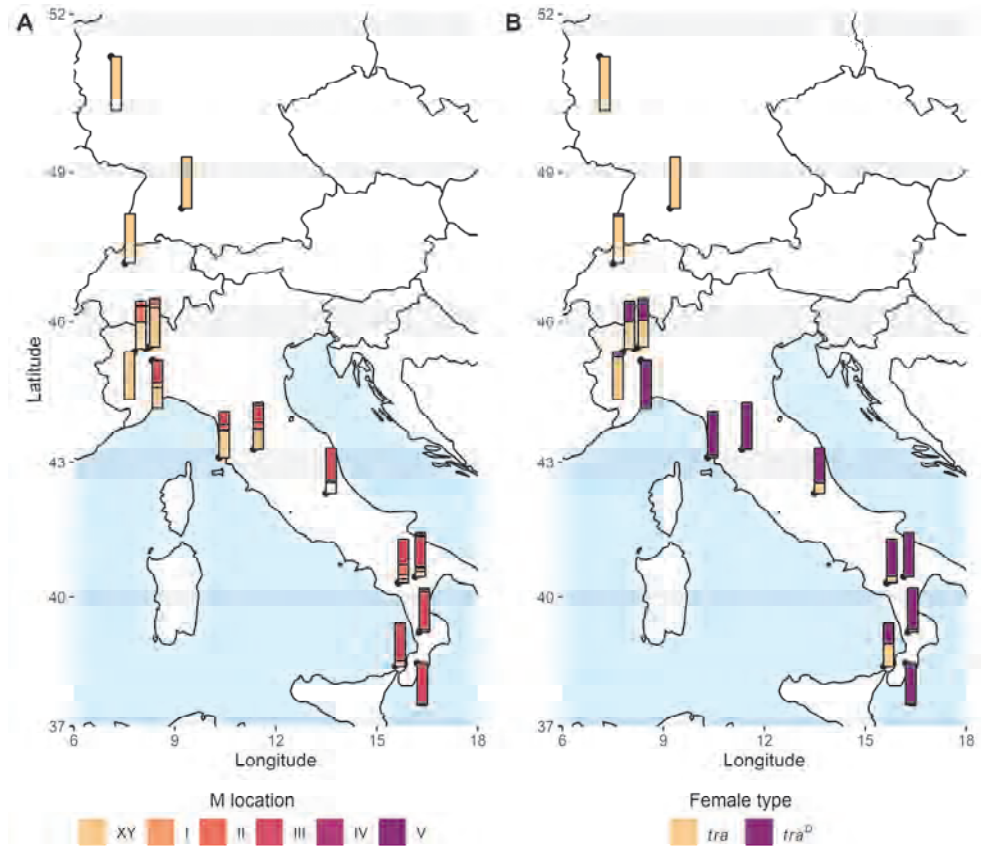 A
B
52
49
46
43
40
37
Latitude
6
9
12
15
18
6
9
12
15
18
52
49
46
43
40
37
Longitude
Longitude
M location
Female type
XY I II III IV V
tra traᴰ